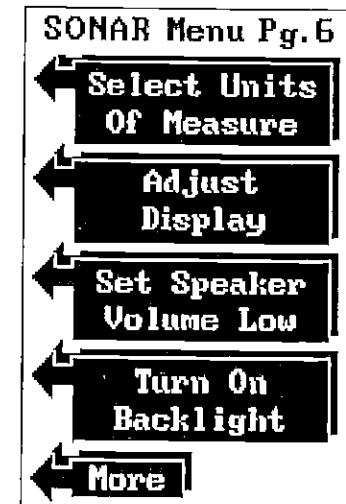 SONAR Menu Pg.6
Select Units
Of Measure
Adjust
Display
Set Speaker
Volume Low
Turn On
Backlight
More